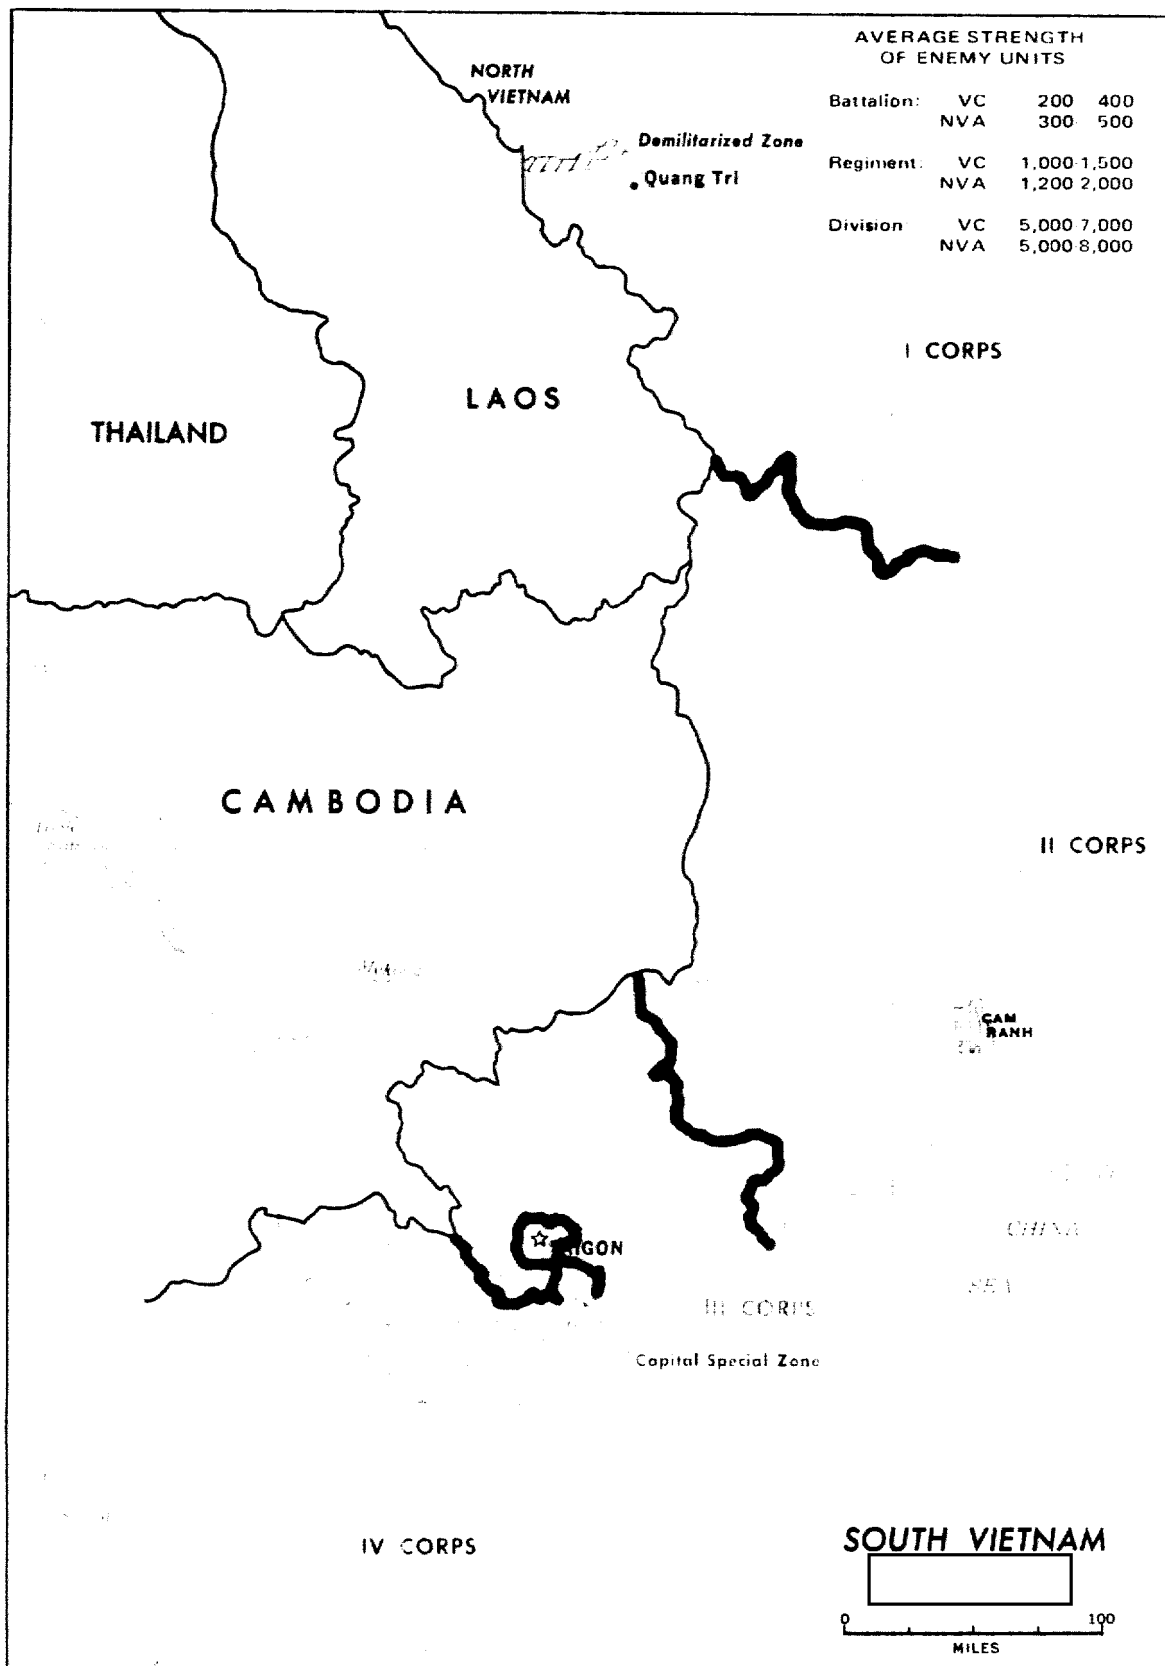 AVERAGE STRENGTH
OF ENEMY UNITS
Battalion: VC 200 400
NVA 300 500
Regiment: VC 1,000-1,500
NVA 1,200 2,000
Division VC 5,000 7,000
NVA 5,000 8,000
NORTH
VIETNAM
Demilitarized Zone
Quang Tri
I CORPS
LAOS
THAILAND
CAMBODIA
II CORPS
CAM
RANH
CHINA
SEA
III CORPS
Capital Special Zone
IV CORPS
SOUTH VIETNAM
0 100
MILES